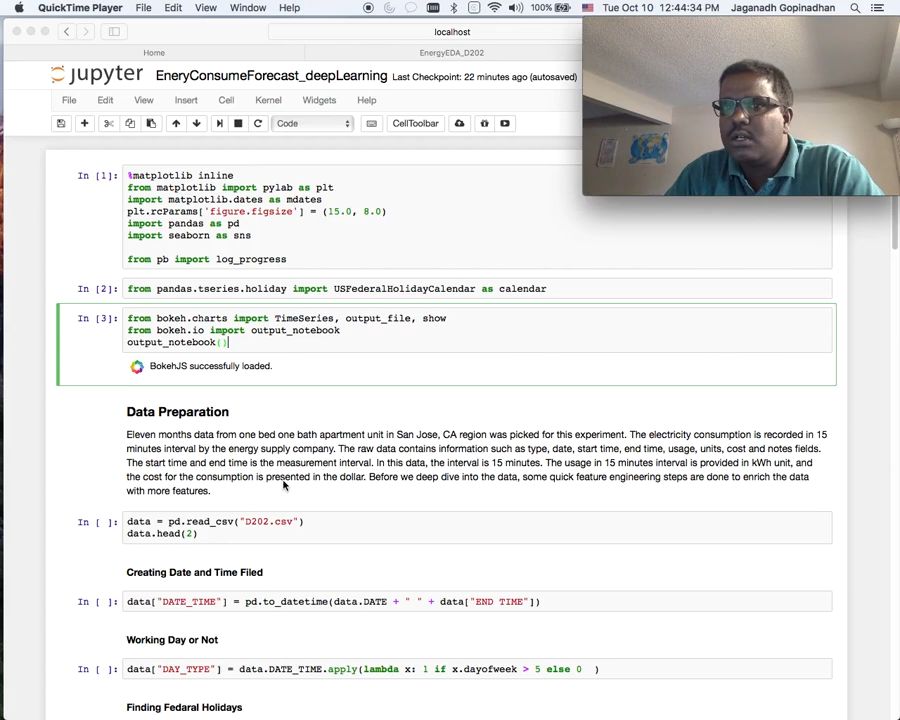 QuickTime Player File Edit View Window Help 100% Tue Oct 10 12:44:34 PM Jaganadh Gopinadhan
localhost
Home EnergyEDA_D202
jupyter EneryConsumeForecast_deepLearning Last Checkpoint: 22 minutes ago (autosaved)
File Edit View Insert Cell Kernel Widgets Help
Code CellToolbar
In [1]: %matplotlib inline
from matplotlib import pylab as plt
import matplotlib.dates as mdates
plt.rcParams['figure.figsize'] = (15.0, 8.0)
import pandas as pd
import seaborn as sns
from pb import log_progress
In [2]: from pandas.tseries.holiday import USFederalHolidayCalendar as calendar
In [3]: from bokeh.charts import TimeSeries, output_file, show
from bokeh.io import output_notebook
output_notebook()
BokehJS successfully loaded.
Data Preparation
Eleven months data from one bed one bath apartment unit in San Jose, CA region was picked for this experiment. The electricity consumption is recorded in 15
minutes interval by the energy supply company. The raw data contains information such as type, date, start time, end time, usage, units, cost and notes fields.
The start time and end time is the measurement interval. In this data, the interval is 15 minutes. The usage in 15 minutes interval is provided in kWh unit, and
the cost for the consumption is presented in the dollar. Before we deep dive into the data, some quick feature engineering steps are done to enrich the data
with more features.
In [ ]: data = pd.read_csv("D202.csv")
data.head(2)
Creating Date and Time Filed
In [ ]: data["DATE_TIME"] = pd.to_datetime(data.DATE + " " + data["END TIME"])
Working Day or Not
In [ ]: data["DAY_TYPE"] = data.DATE_TIME.apply(lambda x: 1 if x.dayofweek > 5 else 0 )
Finding Fedaral Holidays